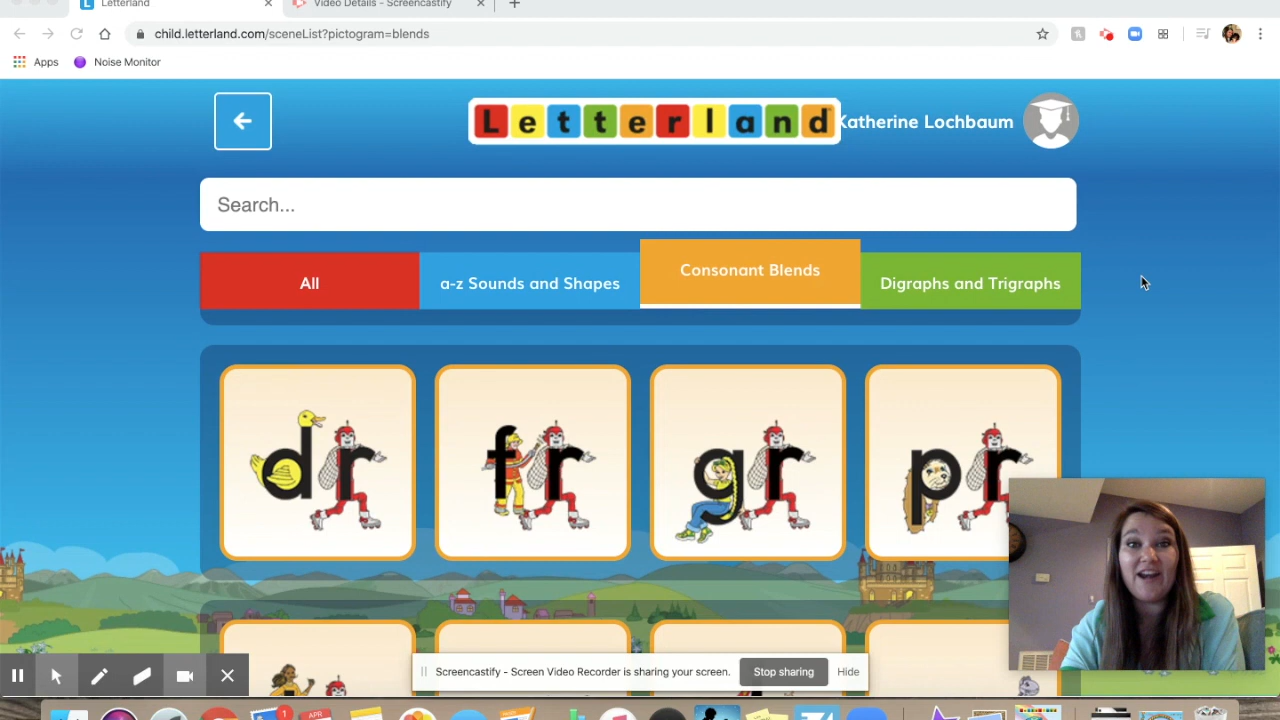 Letterland
Video Details - Screencastify
child.letterland.com/sceneList?pictogram=blends
Apps
Noise Monitor
Letterland
Katherine Lochbaum
Search...
All
a-z Sounds and Shapes
Consonant Blends
Digraphs and Trigraphs
dr
fr
gr
pr
Screencastify - Screen Video Recorder is sharing your screen.
Stop sharing
Hide
1
APR